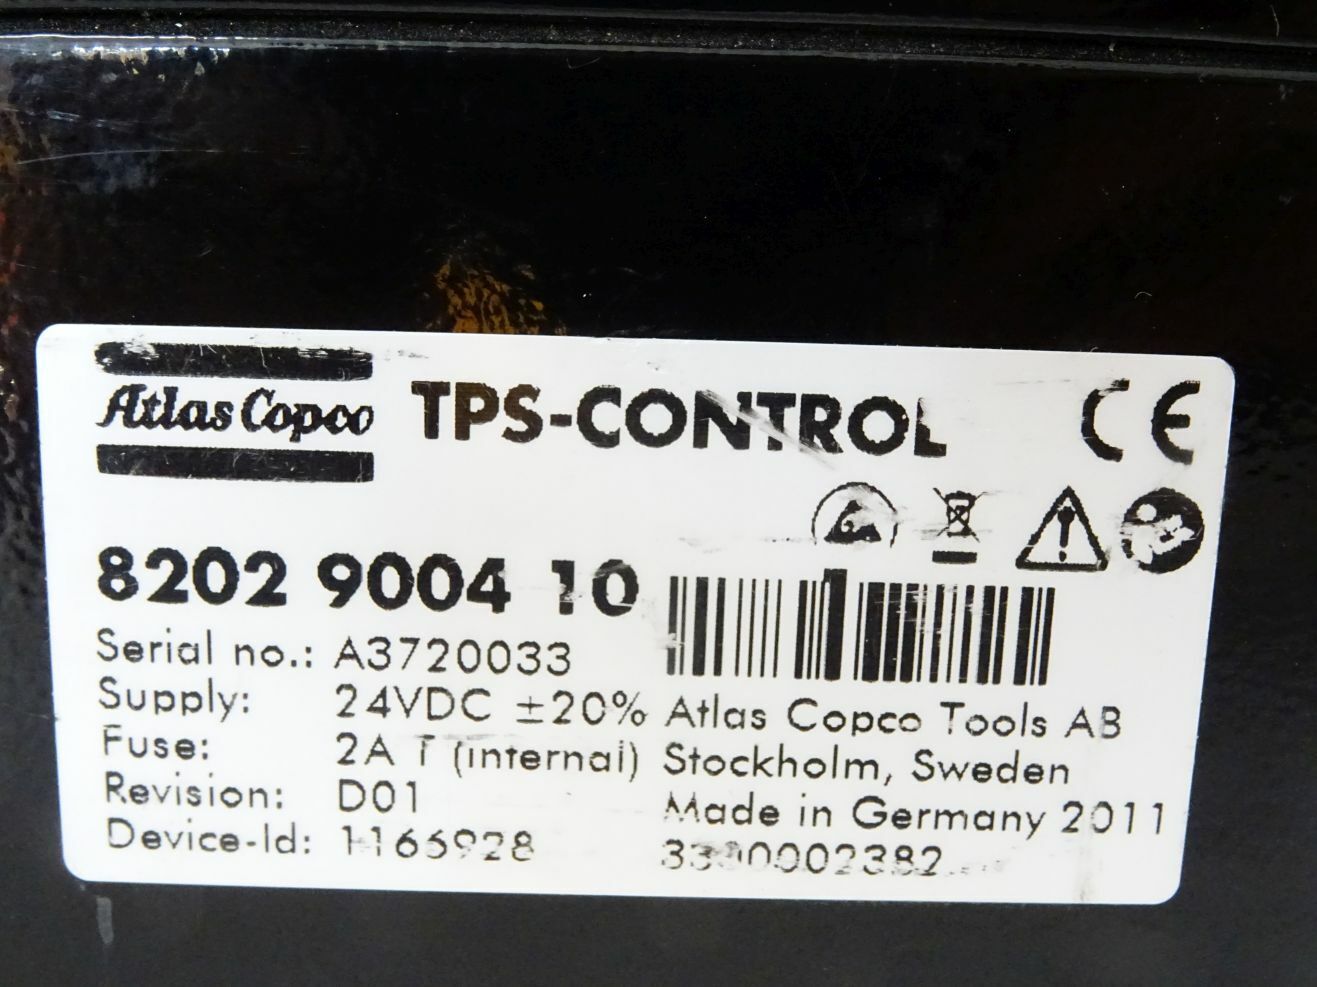 Atlas Copco TPS-CONTROL CE
8202 9004 10
Serial no.: A3720033
Supply: 24VDC ±20%
Fuse: 2A T (internal)
Revision: D01
Device-Id:
Atlas Copco Tools AB
Stockholm, Sweden
Made in Germany 2011